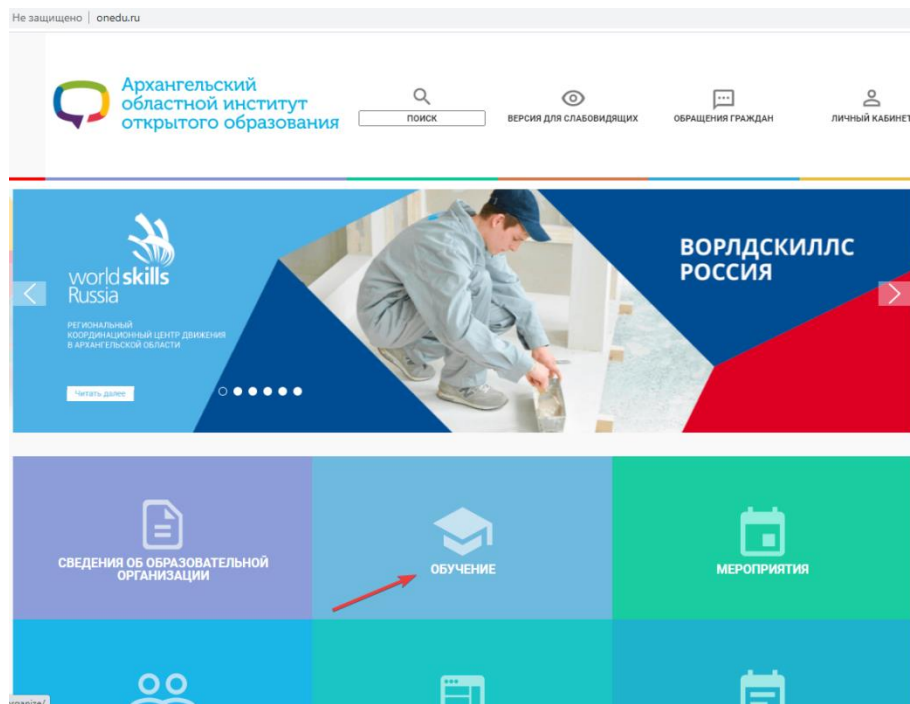 Не защищено | onedu.ru
Архангельский
областной институт
открытого образования
ПОИСК
ВЕРСИЯ ДЛЯ СЛАБОВИДЯЩИХ
ОБРАЩЕНИЯ ГРАЖДАН
ЛИЧНЫЙ КАБИНЕТ
world skills
Russia
РЕГИОНАЛЬНЫЙ
КООРДИНАЦИОННЫЙ ЦЕНТР ДВИЖЕНИЯ
В АРХАНГЕЛЬСКОЙ ОБЛАСТИ
Читать далее
ВОРЛДСКИЛЛС
РОССИЯ
СВЕДЕНИЯ ОБ ОБРАЗОВАТЕЛЬНОЙ
ОРГАНИЗАЦИИ
ОБУЧЕНИЕ
МЕРОПРИЯТИЯ